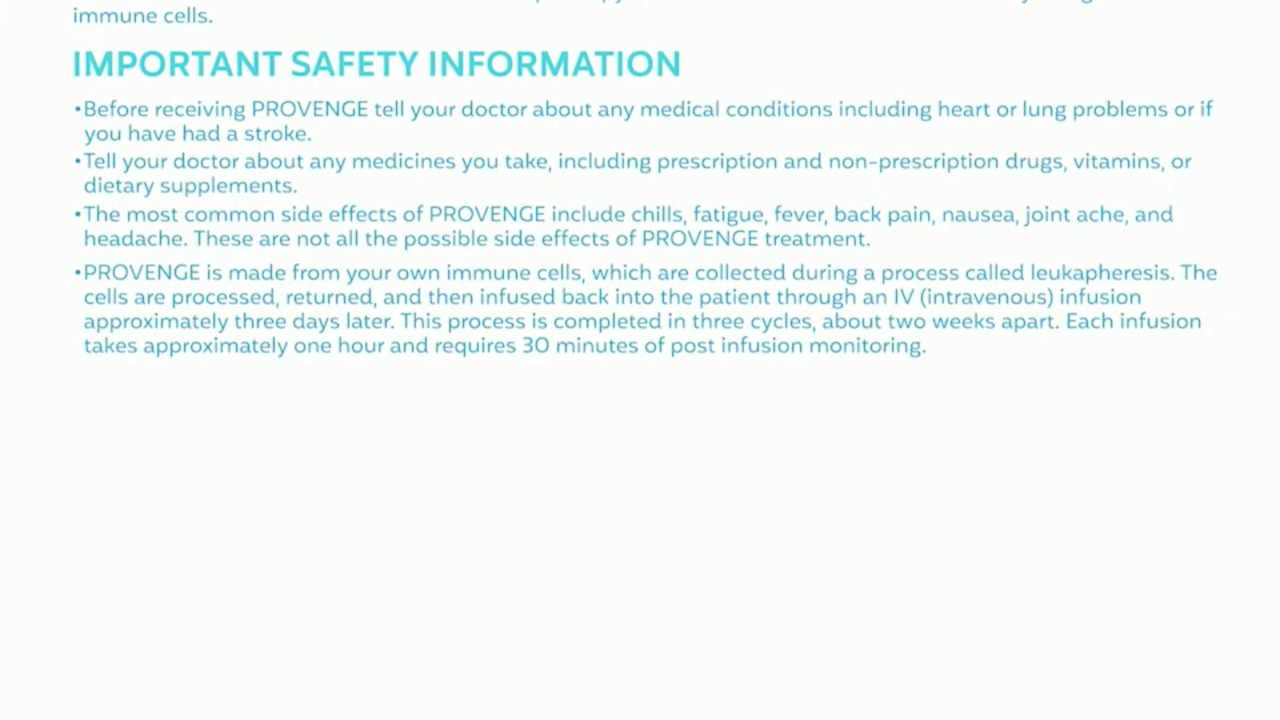 immune cells.
IMPORTANT SAFETY INFORMATION
•Before receiving PROVENGE tell your doctor about any medical conditions including heart or lung problems or if
you have had a stroke.
•Tell your doctor about any medicines you take, including prescription and non-prescription drugs, vitamins, or
dietary supplements.
•The most common side effects of PROVENGE include chills, fatigue, fever, back pain, nausea, joint ache, and
headache. These are not all the possible side effects of PROVENGE treatment.
•PROVENGE is made from your own immune cells, which are collected during a process called leukapheresis. The
cells are processed, returned, and then infused back into the patient through an IV (intravenous) infusion
approximately three days later. This process is completed in three cycles, about two weeks apart. Each infusion
takes approximately one hour and requires 30 minutes of post infusion monitoring.